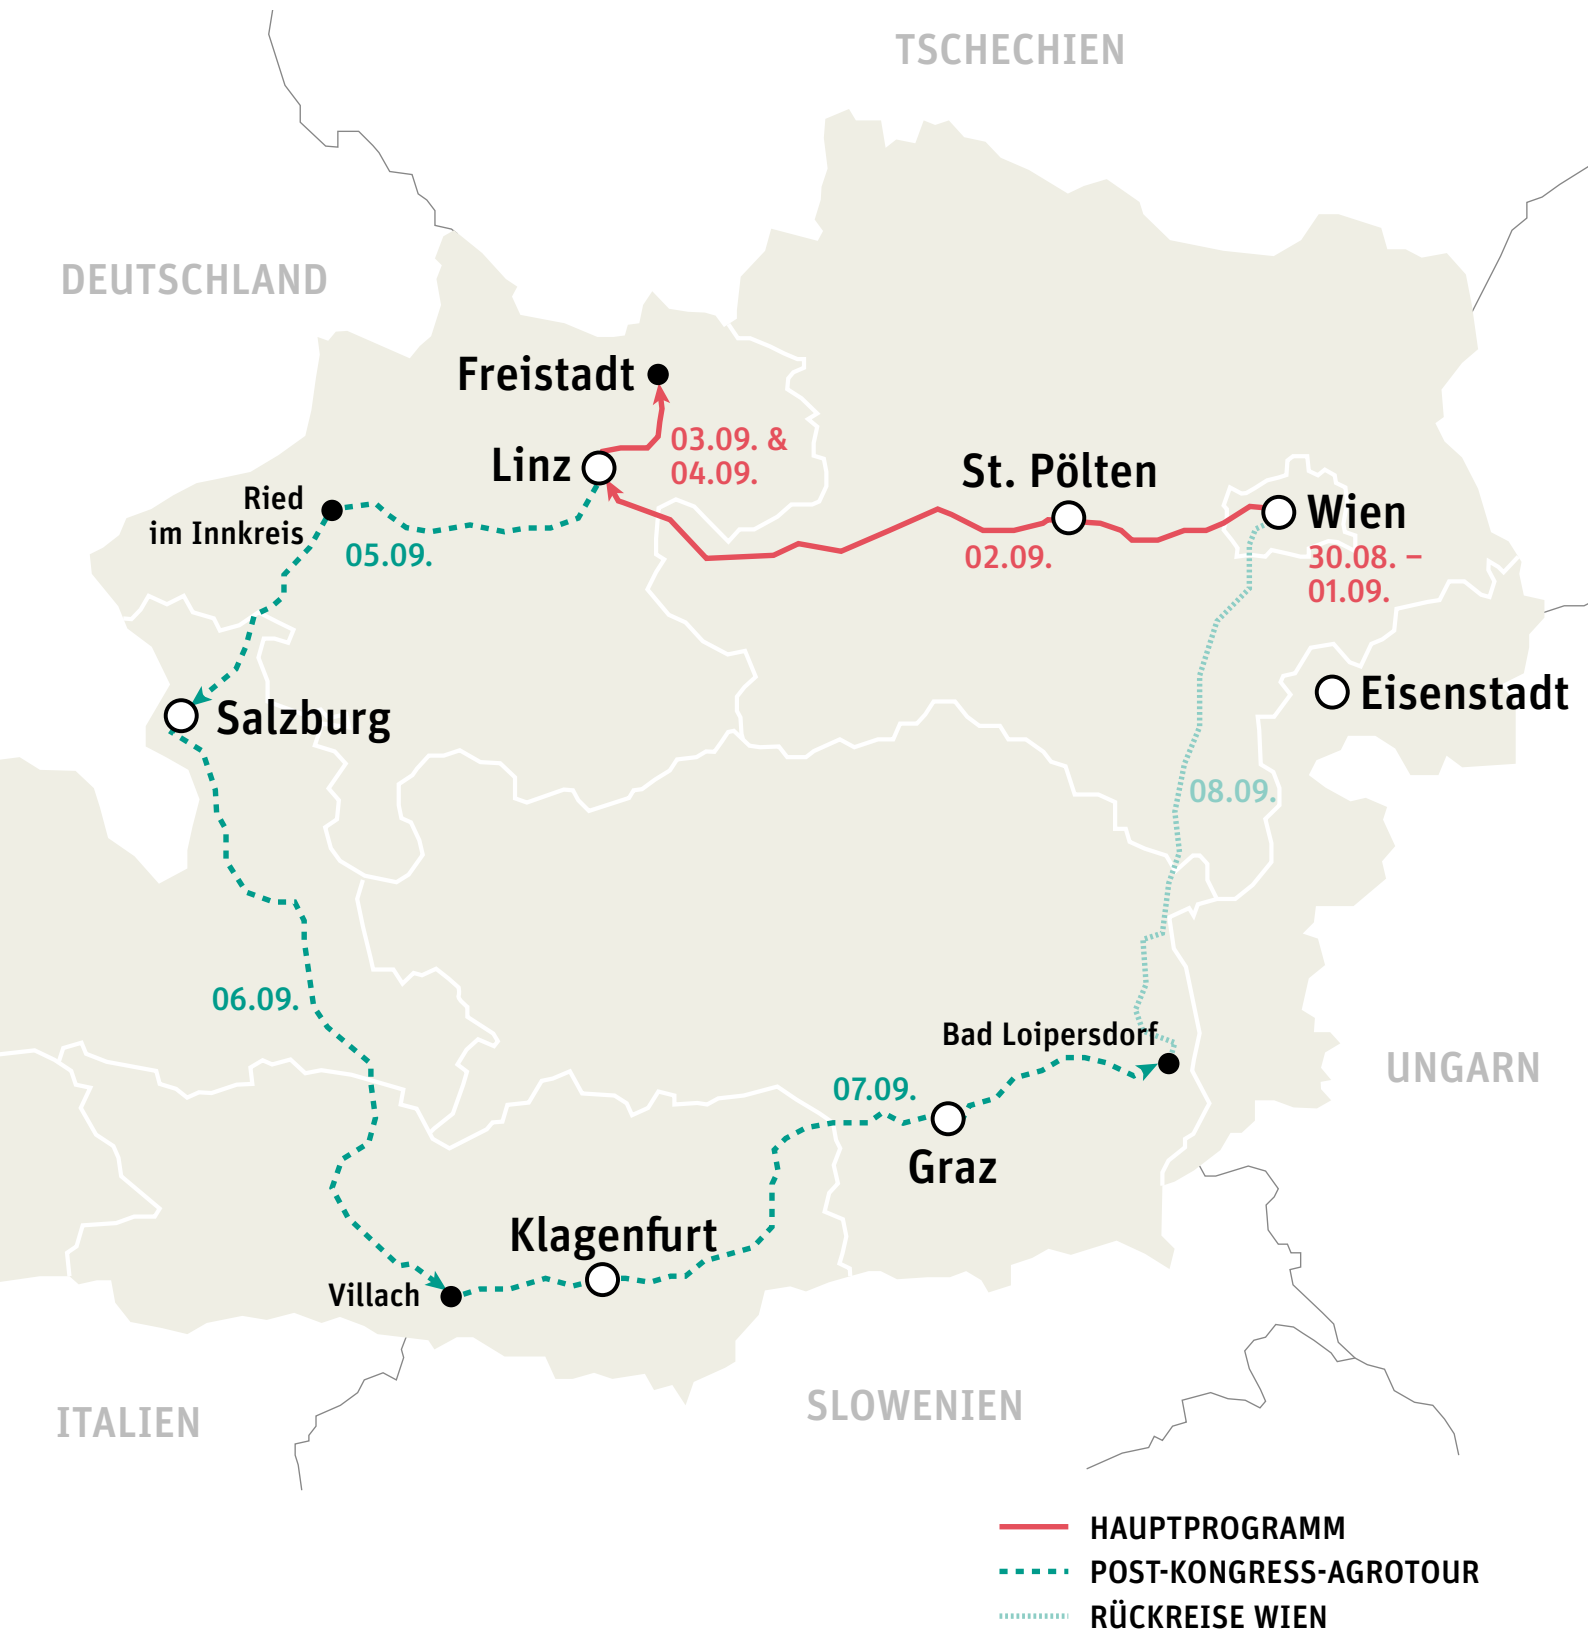 TSCHECHIEN
DEUTSCHLAND
Freistadt
03.09. &
04.09.
Linz
St. Pölten
Wien
30.08. –
01.09.
Ried
im Innkreis
05.09.
02.09.
Eisenstadt
Salzburg
08.09.
06.09.
Bad Loipersdorf
UNGARN
07.09.
Graz
Klagenfurt
Villach
SLOWENIEN
ITALIEN
HAUPTPROGRAMM
POST-KONGRESS-AGROTOUR
RÜCKREISE WIEN